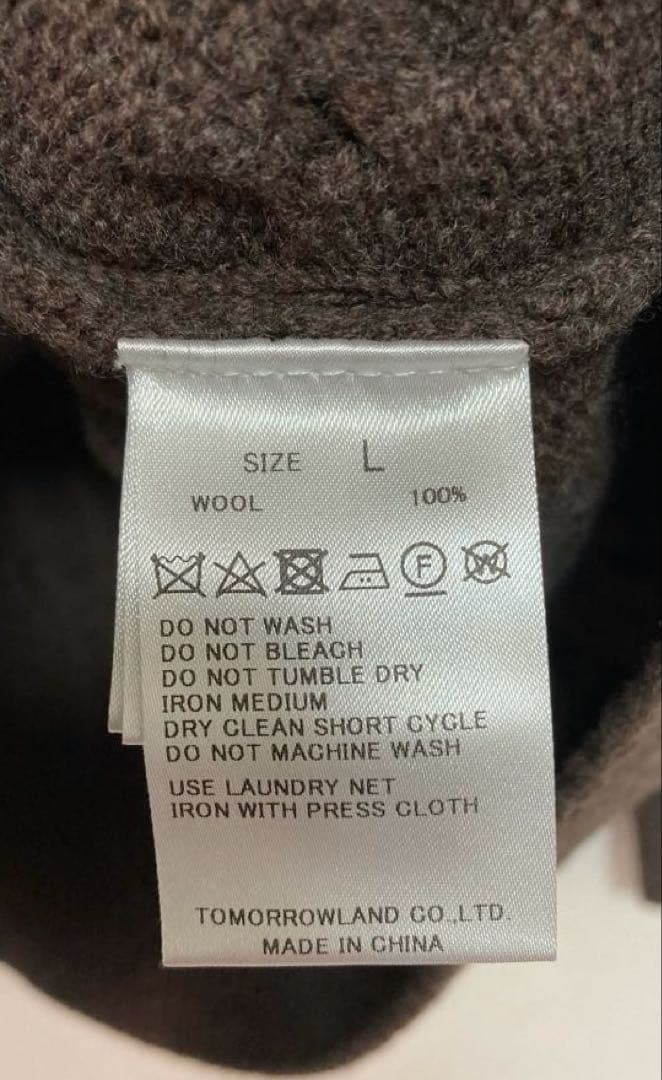 SIZE L
WOOL 100%
F W
DO NOT WASH
DO NOT BLEACH
DO NOT TUMBLE DRY
IRON MEDIUM
DRY CLEAN SHORT CYCLE
DO NOT MACHINE WASH
USE LAUNDRY NET
IRON WITH PRESS CLOTH
TOMORROWLAND CO.,LTD.
MADE IN CHINA